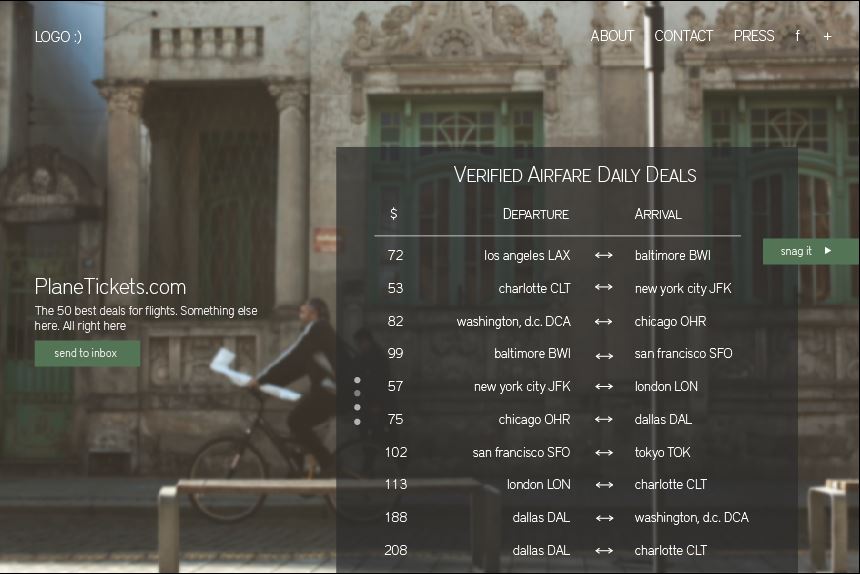 LOGO :)
ABOUT CONTACT PRESS f +
VERIFIED AIRFARE DAILY DEALS
$ DEPARTURE ARRIVAL
72 los angeles LAX ↔ baltimore BWI
snag it ▶
53 charlotte CLT ↔ new york city JFK
PlaneTickets.com
The 50 best deals for flights. Something else
here. All right here
send to inbox
82 washington, d.c. DCA ↔ chicago OHR
99 baltimore BWI ↔ san francisco SFO
57 new york city JFK ↔ london LON
75 chicago OHR ↔ dallas DAL
102 san francisco SFO ↔ tokyo TOK
113 london LON ↔ charlotte CLT
188 dallas DAL ↔ washington, d.c. DCA
208 dallas DAL ↔ charlotte CLT